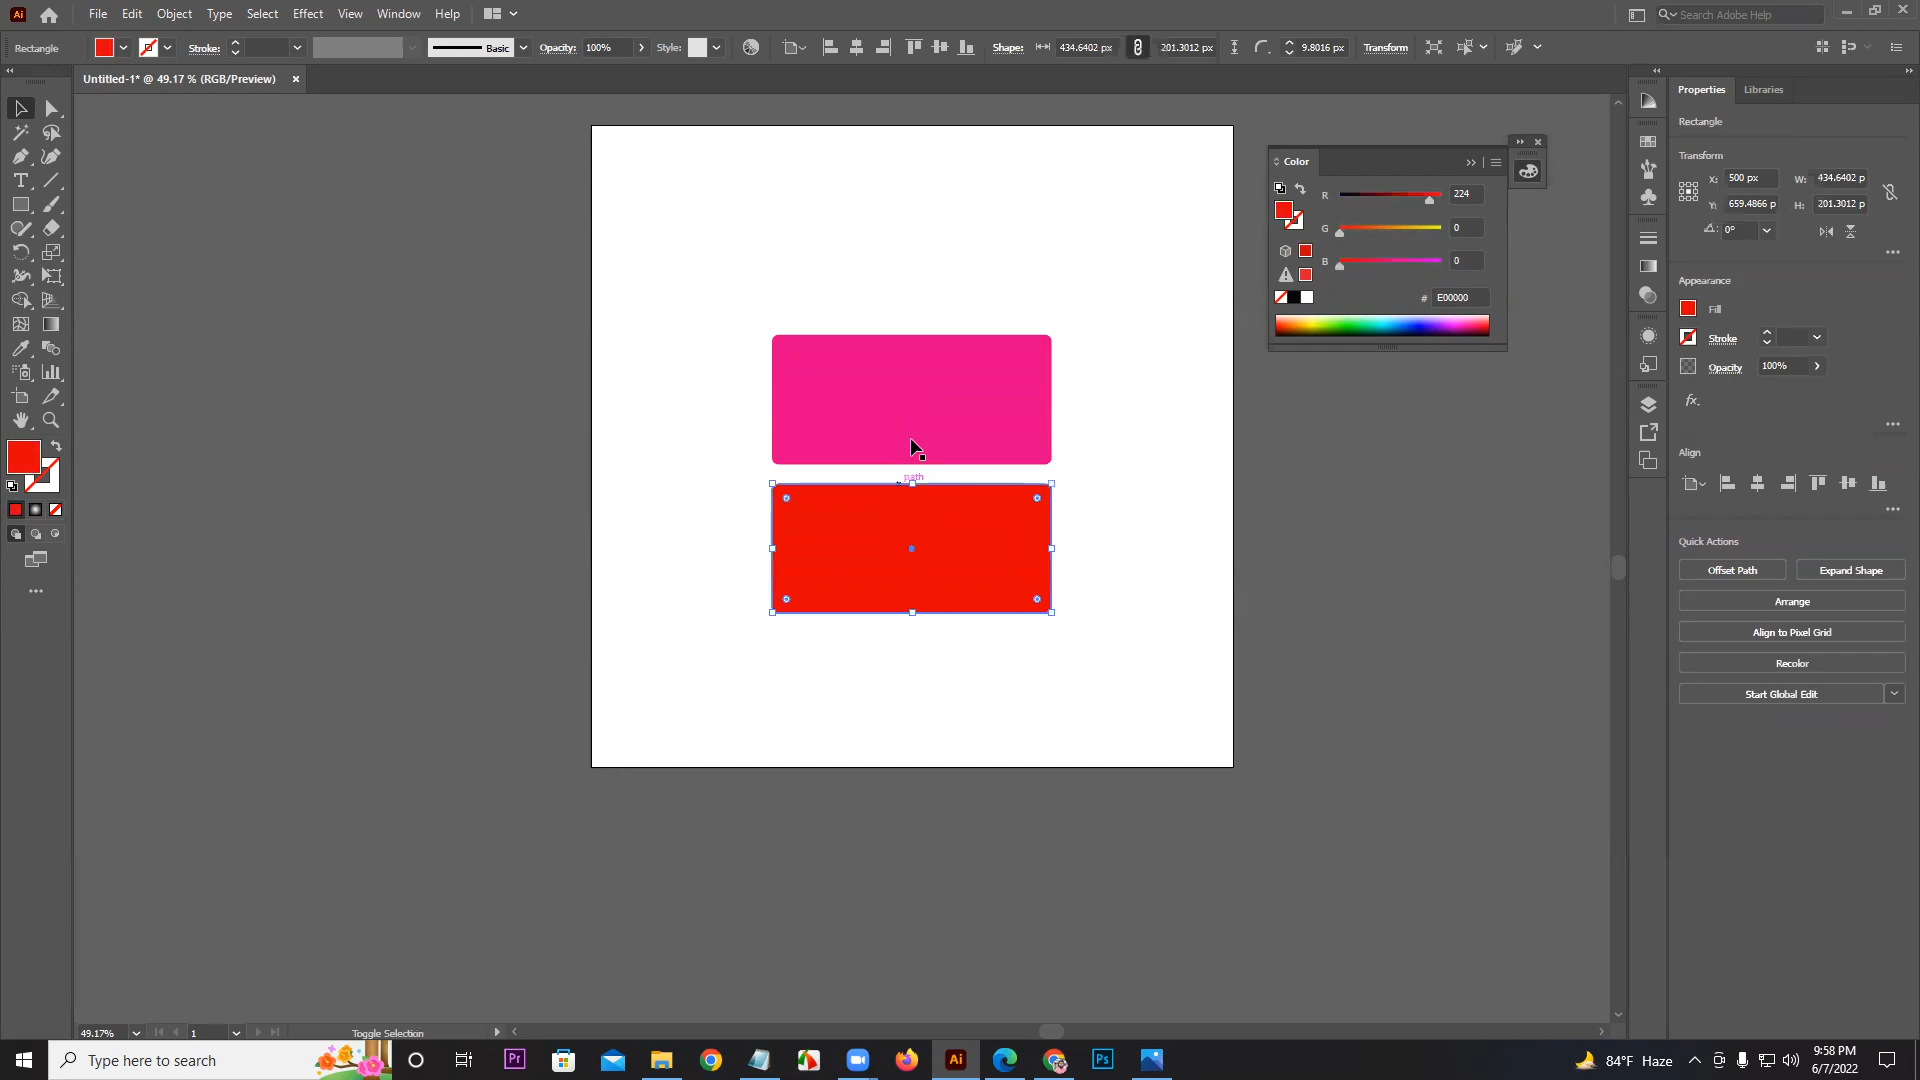 Ai File Edit Object Type Select Effect View Window Help Search Adobe Help
Rectangle Stroke: Basic Opacity: 100% Style: Shape: 434.6402 px 201.3012 px 9.8016 px Transform
Untitled-1* @ 49.17 % (RGB/Preview)
Properties Libraries
Rectangle
Transform
X: 500 px W: 434.6402 p
Y: 659.4866 p H: 201.3012 p
0°
Appearance
Fill
Stroke
Opacity 100%
fx.
Align
Quick Actions
Offset Path Expand Shape
Arrange
Align to Pixel Grid
Recolor
Start Global Edit
Color
R 224
G 0
B 0
# E00000
path
T
49.17% 1 Toggle Selection
Type here to search Pr Ai Ps 84°F Haze 9:58 PM
6/7/2022